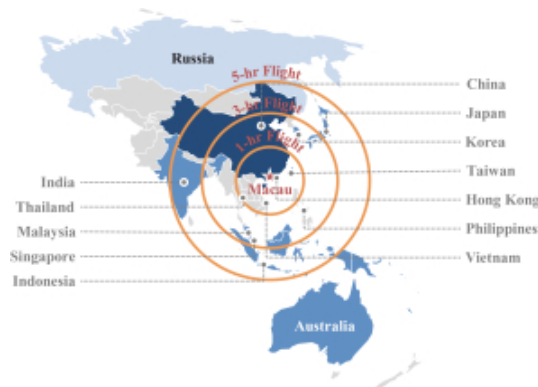 Russia
5-hr Flight
3-hr Flight
1-hr Flight
Macau
China
Japan
Korea
Taiwan
Hong Kong
Philippines
Vietnam
India
Thailand
Malaysia
Singapore
Indonesia
Australia